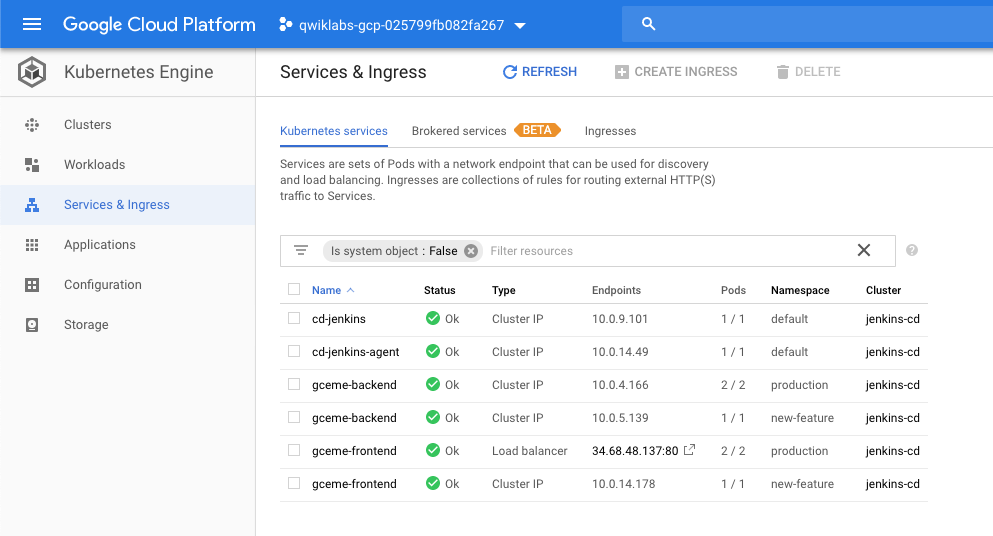 Google Cloud Platform qwiklabs-gcp-025799fb082fa267
Kubernetes Engine
Services & Ingress REFRESH CREATE INGRESS DELETE
Clusters
Workloads
Services & Ingress
Applications
Configuration
Storage
Kubernetes services Brokered services BETA Ingresses
Services are sets of Pods with a network endpoint that can be used for discovery
and load balancing. Ingresses are collections of rules for routing external HTTP(S)
traffic to Services.
Is system object : False Filter resources
Name Status Type Endpoints Pods Namespace Cluster
cd-jenkins Ok Cluster IP 10.0.9.101 1 / 1 default jenkins-cd
cd-jenkins-agent Ok Cluster IP 10.0.14.49 1 / 1 default jenkins-cd
gceme-backend Ok Cluster IP 10.0.4.166 2 / 2 production jenkins-cd
gceme-backend Ok Cluster IP 10.0.5.139 1 / 1 new-feature jenkins-cd
gceme-frontend Ok Load balancer 34.68.48.137:80 2 / 2 production jenkins-cd
gceme-frontend Ok Cluster IP 10.0.14.178 1 / 1 new-feature jenkins-cd